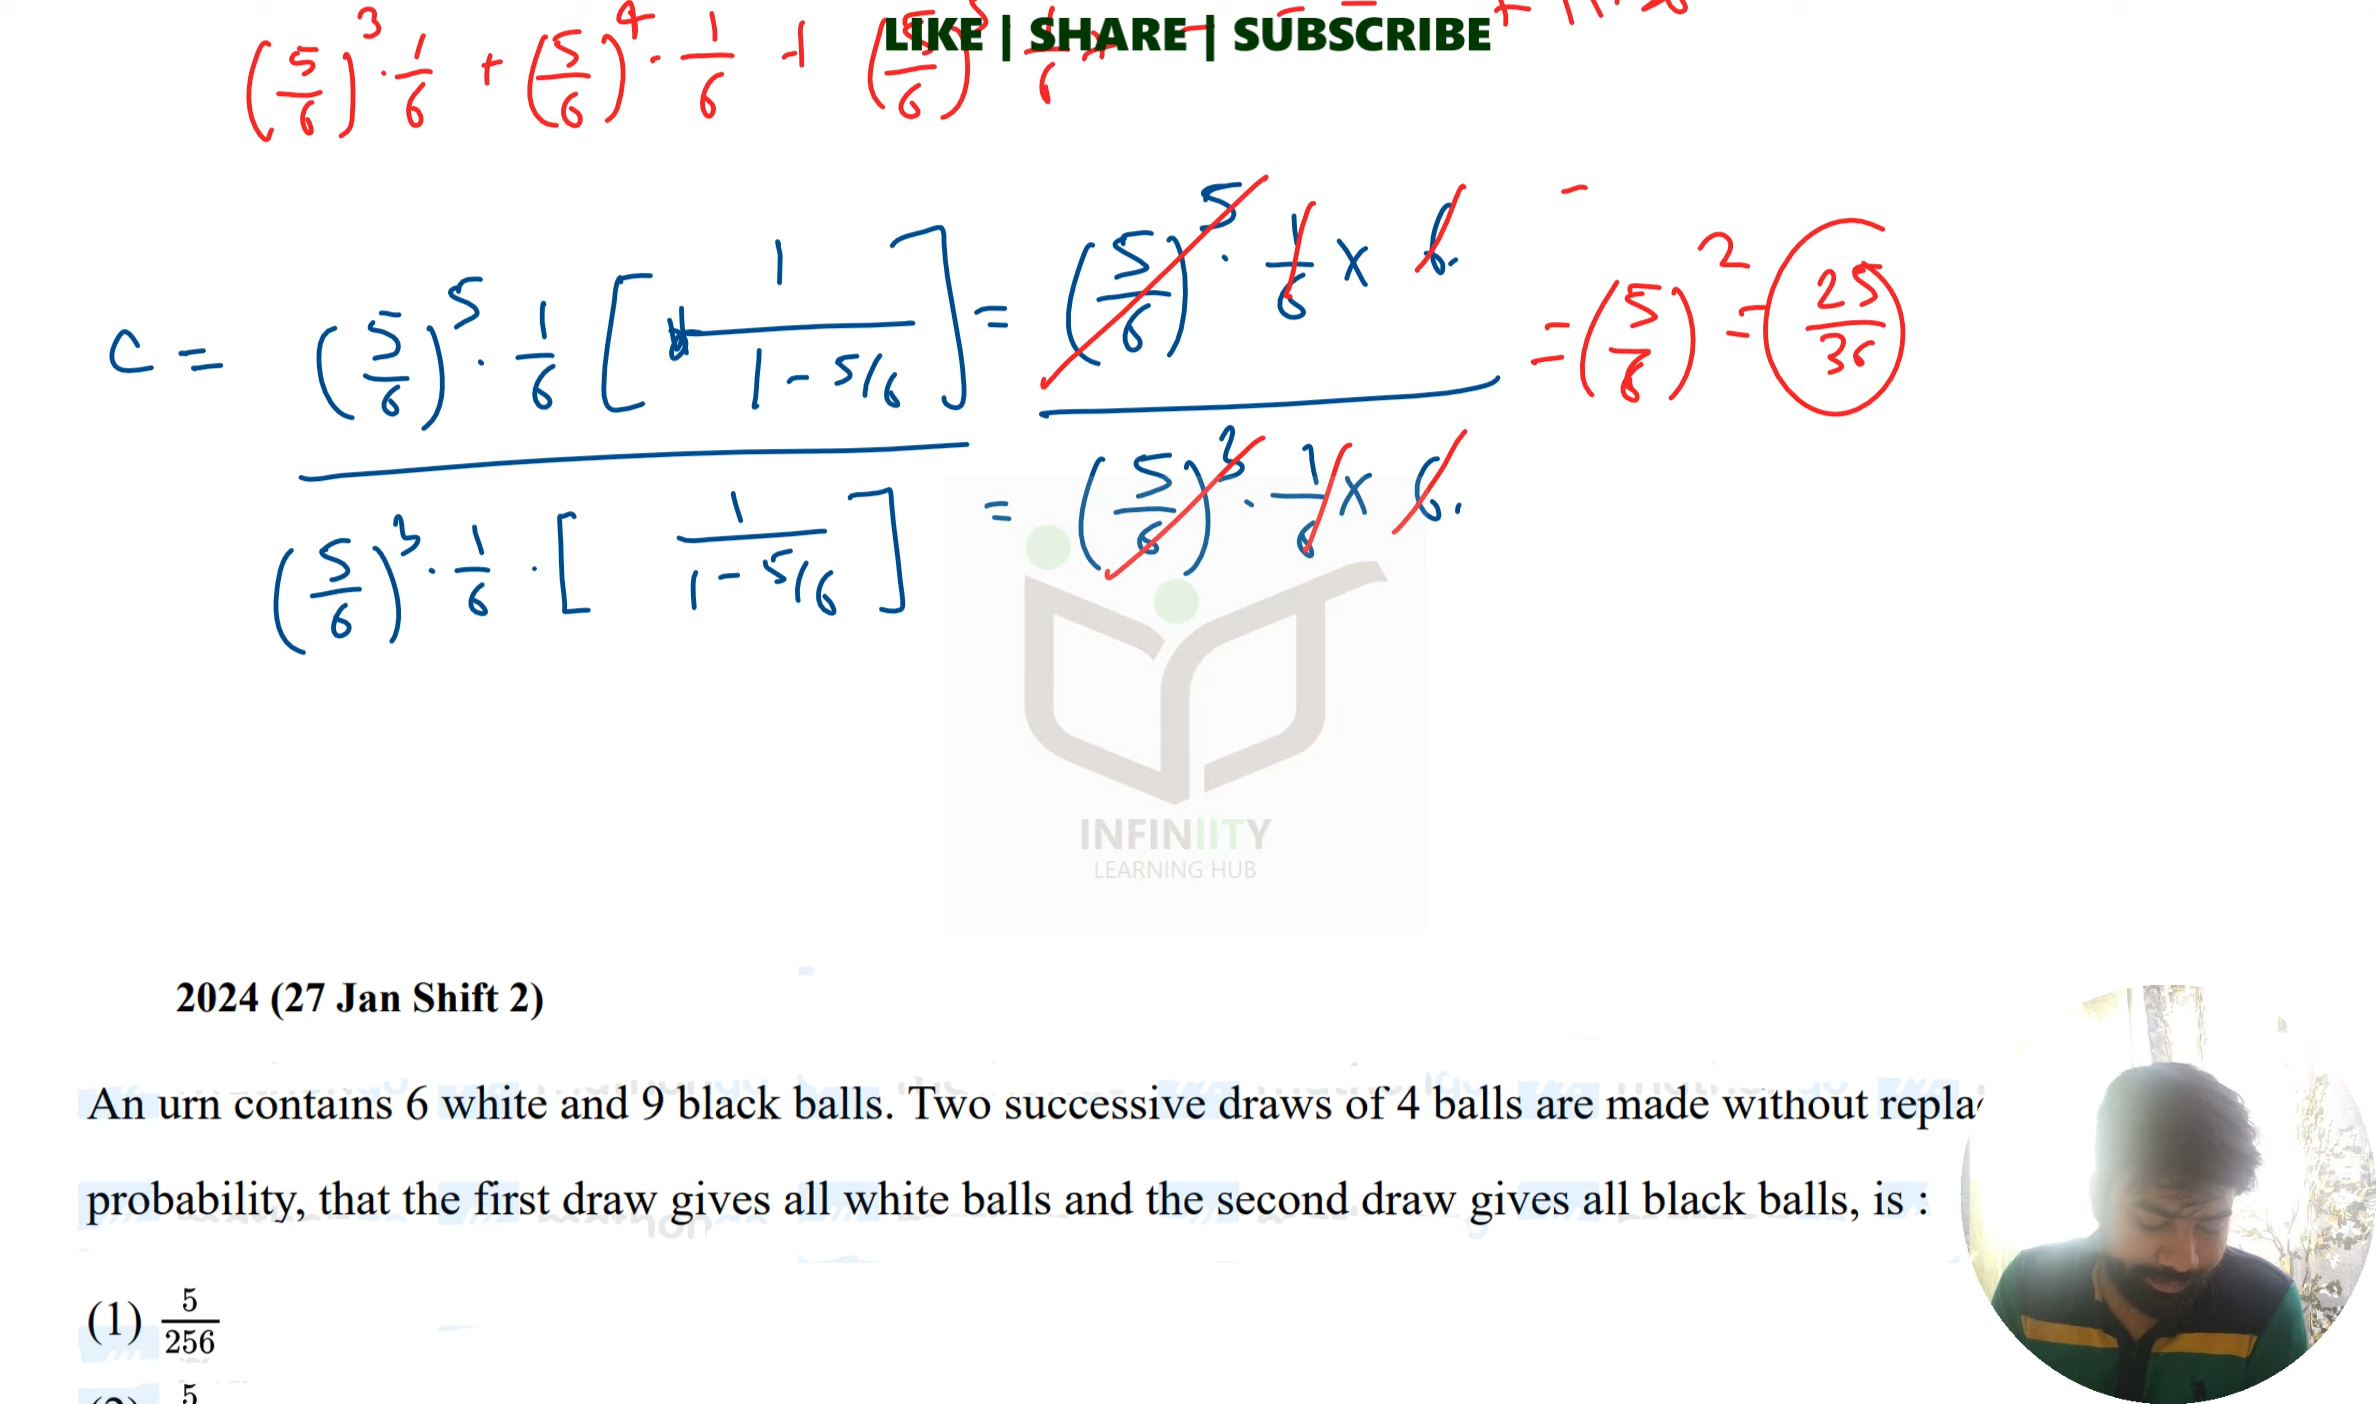 LIKE | SHARE | SUBSCRIBE
(5/6)^3 · 1/6 + (5/6)^4 · 1/6 +
C = (5/6)^5 · 1/6 [1/(1 - 5/6)] = (5/6)^5 · 1/6 x 6 = (5/6)^2 = 25/36
(5/6)^3 · 1/6 · [1/(1 - 5/6)] = (5/6)^3 · 1/6 x 6.
INFINIITY
LEARNING HUB
2024 (27 Jan Shift 2)
An urn contains 6 white and 9 black balls. Two successive draws of 4 balls are made without
probability, that the first draw gives all white balls and the second draw gives all black balls, is :
(1) 5/256
5